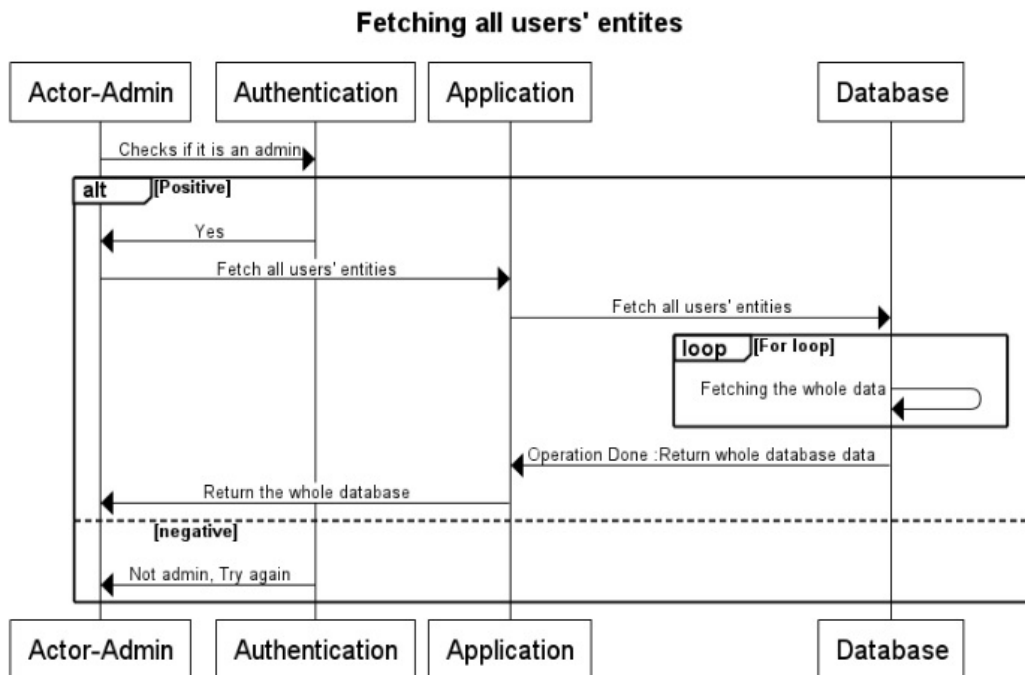 Fetching all users' entites
Actor-Admin Authentication Application Database
Checks if it is an admin
alt [Positive]
Yes
Fetch all users' entities
Fetch all users' entities
loop [For loop]
Fetching the whole data
Operation Done :Return whole database data
Return the whole database
[negative]
Not admin, Try again
Actor-Admin Authentication Application Database